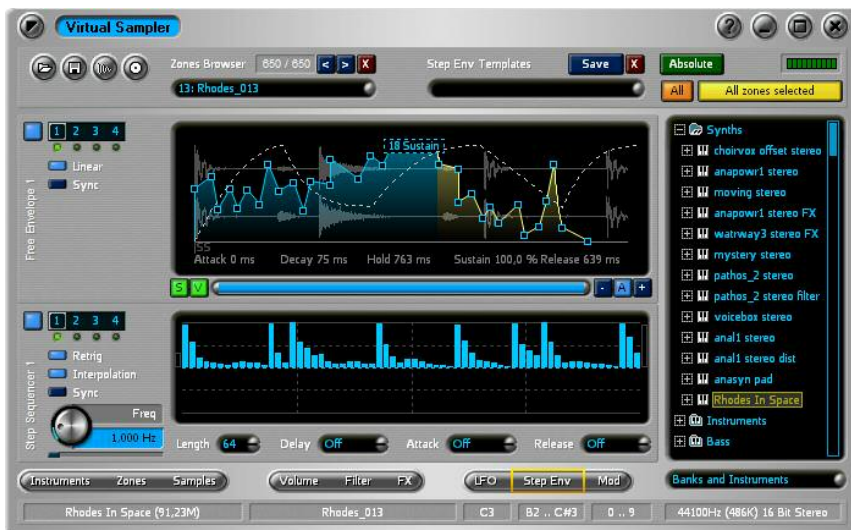 Virtual Sampler
Zones Browser 650 / 650 < > X Step Env Templates Save X Absolute
13: Rhodes_013 All All zones selected
1 2 3 4
Linear
Sync
Free Envelope 1
18 Sustain
SS
Attack 0 ms Decay 75 ms Hold 763 ms Sustain 100,0 % Release 639 ms
S V - A +
1 2 3 4
Retrig
Interpolation
Sync
Step Sequencer 1
Freq
1,000 Hz
Length 64 Delay Off Attack Off Release Off
Synths
choirvox offset stereo
anapowr1 stereo
moving stereo
anapowr1 stereo FX
watrway3 stereo FX
mystery stereo
pathos_2 stereo
pathos_2 stereo filter
voicebox stereo
anal1 stereo
anal1 stereo dist
anasyn pad
Rhodes In Space
Instruments
Bass
Instruments Zones Samples Volume Filter FX LFO Step Env Mod Banks and Instruments
Rhodes In Space (91,23M) Rhodes_013 C3 B2 .. C#3 0 .. 9 44100Hz (486K) 16 Bit Stereo